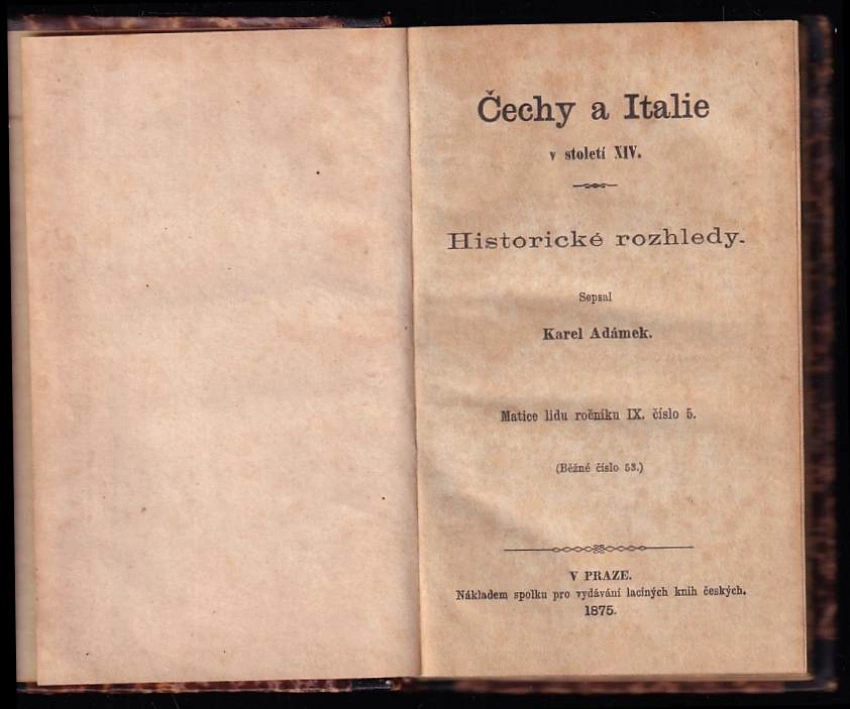 Čechy a Italie
v století XIV.
Historické rozhledy.
Sepsal
Karel Adámek.
Matice lidu ročníku IX. číslo 5.
(Běžné číslo 53.)
V PRAZE.
Nákladem spolku pro vydávání laciných knih českých.
1875.